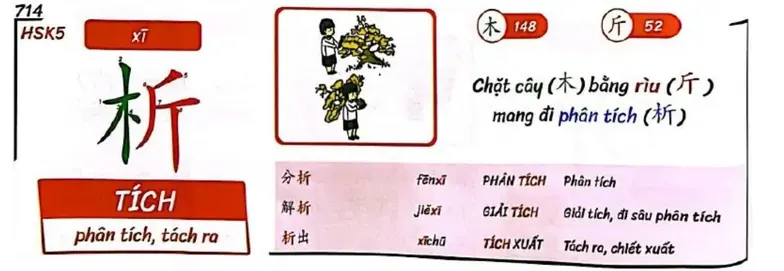 714
HSK5
xī
析
TÍCH
phân tích, tách ra
木 148
斤 52
Chặt cây (木) bằng rìu (斤)
mang đi phân tích (析)
分析 fēnxī PHÂN TÍCH Phân tích
解析 jiěxī GIẢI TÍCH Giải tích, đi sâu phân tích
析出 xīchū TÍCH XUẤT Tách ra, chiết xuất